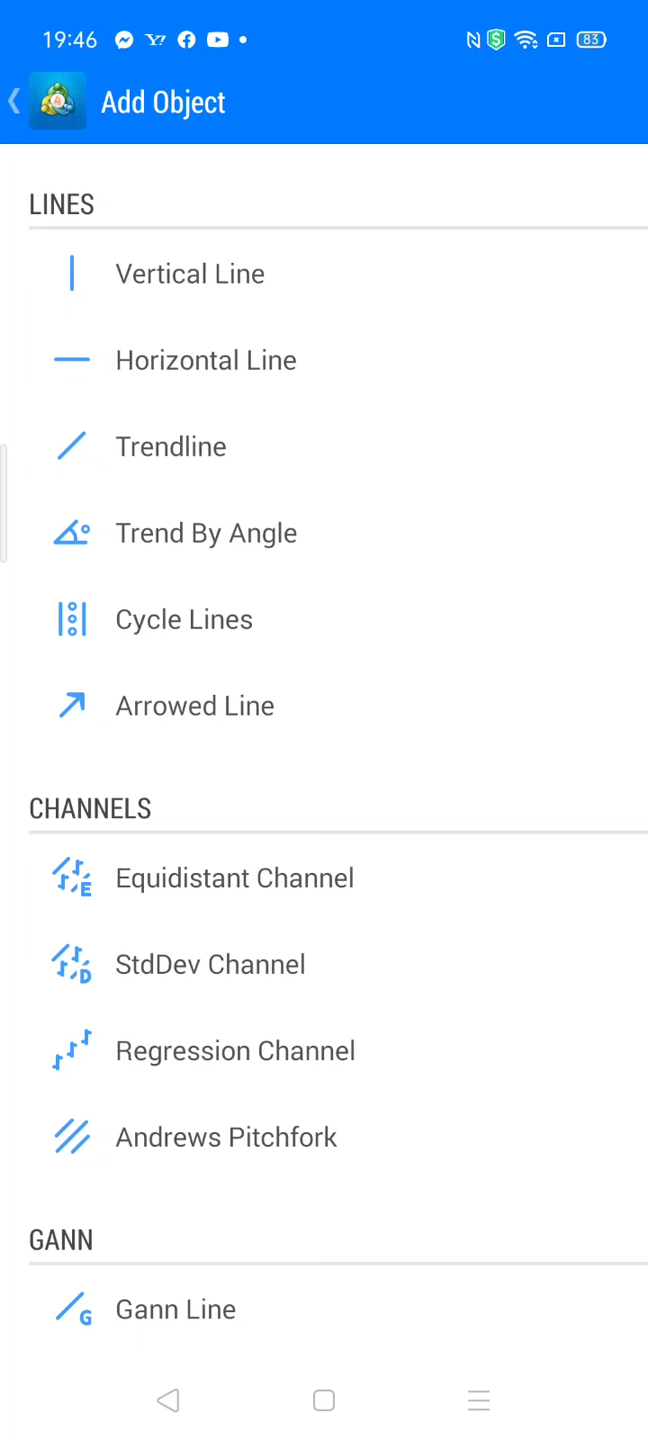 19:46
83
Add Object
LINES
Vertical Line
Horizontal Line
Trendline
Trend By Angle
Cycle Lines
Arrowed Line
CHANNELS
Equidistant Channel
StdDev Channel
Regression Channel
Andrews Pitchfork
GANN
Gann Line